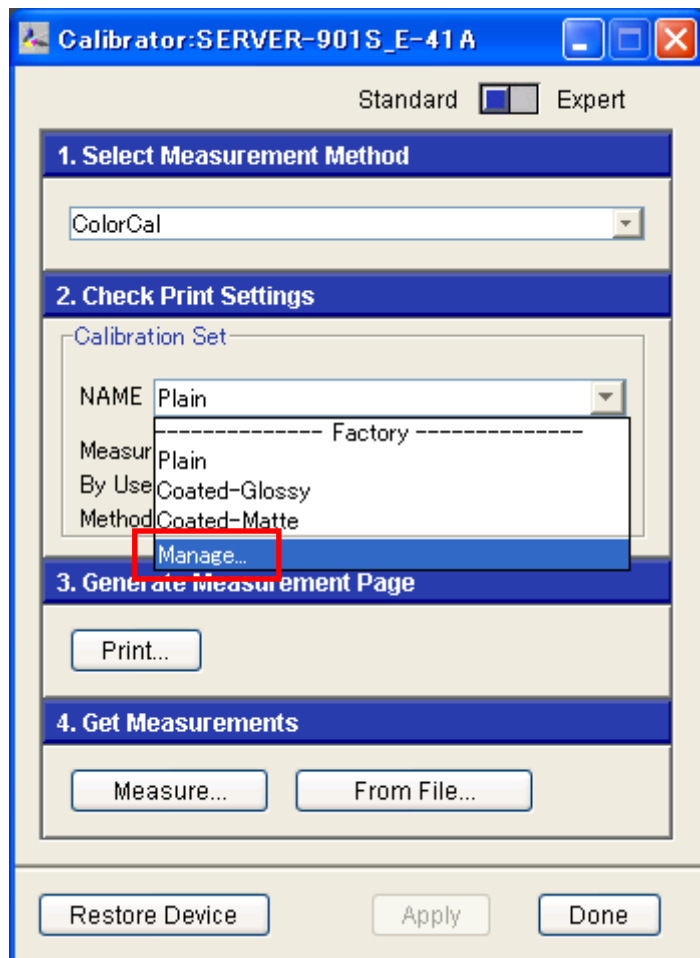 Calibrator:SERVER-901S_E-41A
Standard Expert
1. Select Measurement Method
ColorCal
2. Check Print Settings
Calibration Set
NAME Plain
-------------- Factory --------------
Measur
Plain
By Use
Coated-Glossy
Method
Coated-Matte
Manage...
3. Generate Measurement Page
Print...
4. Get Measurements
Measure... From File...
Restore Device Apply Done